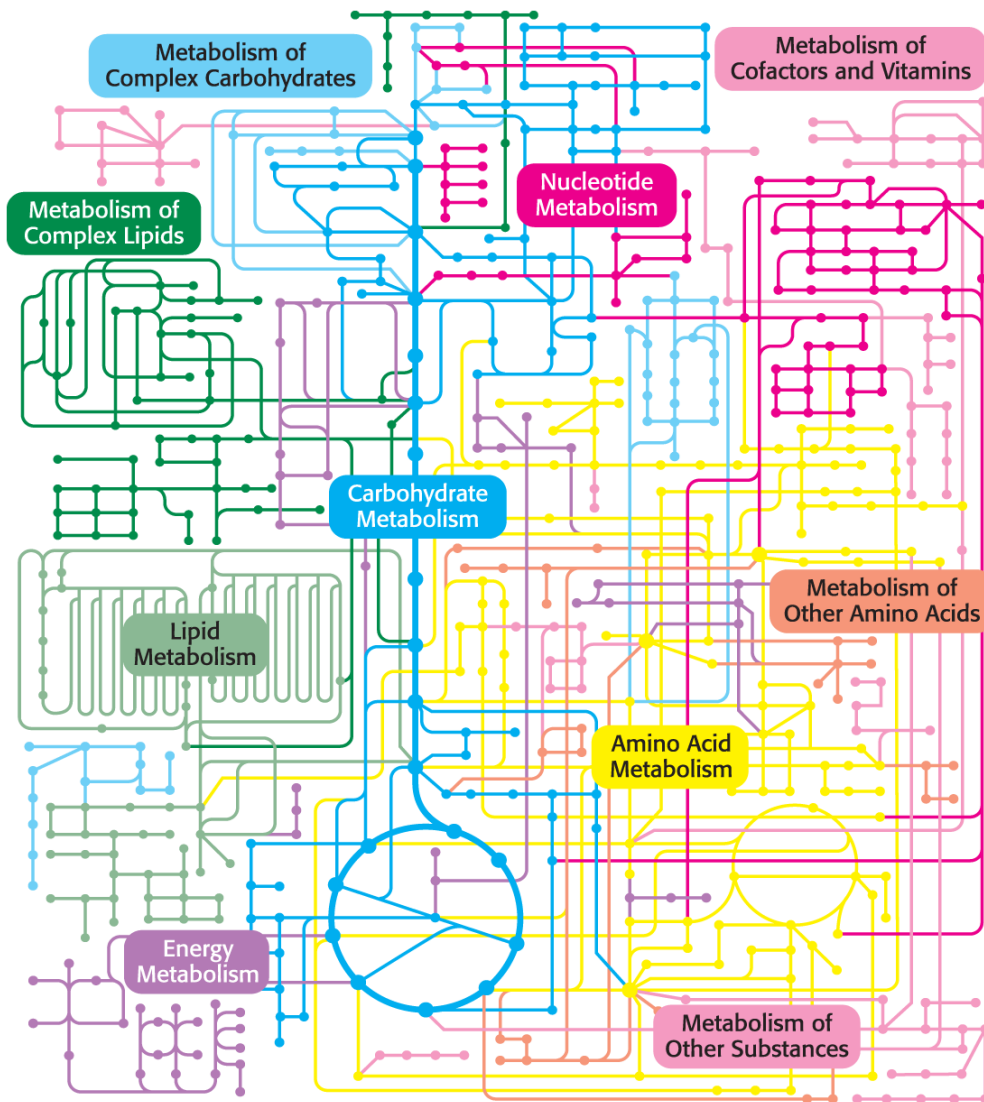 Metabolism of
Complex Carbohydrates
Metabolism of
Cofactors and Vitamins
Nucleotide
Metabolism
Metabolism of
Complex Lipids
Carbohydrate
Metabolism
Metabolism of
Other Amino Acids
Lipid
Metabolism
Amino Acid
Metabolism
Energy
Metabolism
Metabolism of
Other Substances